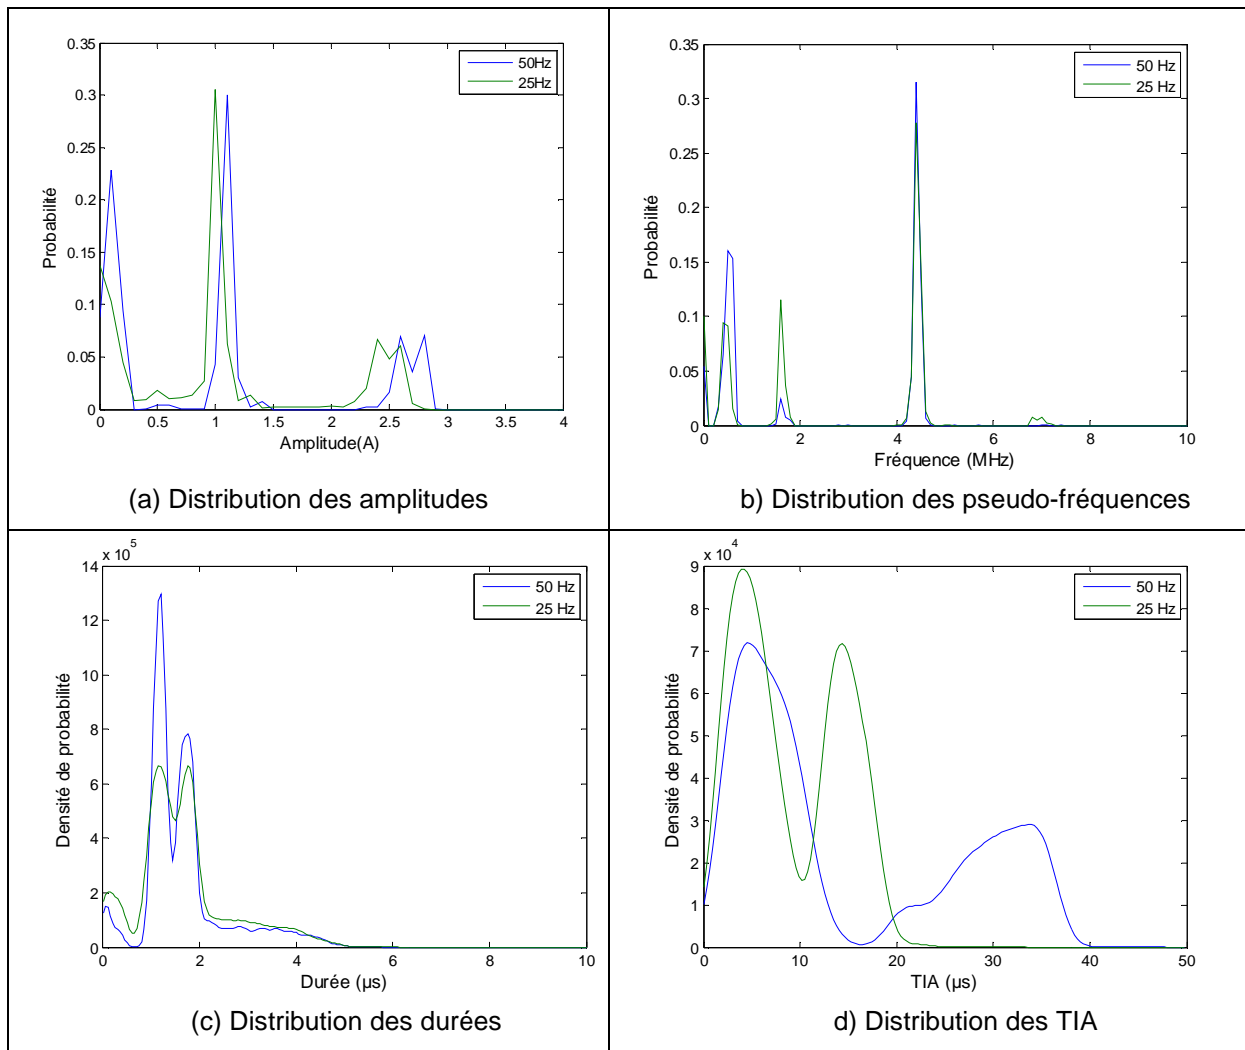 0.35
0.3
0.25
0.2
0.15
0.1
0.05
0
Probabilité
50Hz
25Hz
0 0.5 1 1.5 2 2.5 3 3.5 4
Amplitude(A)
(a) Distribution des amplitudes
0.35
0.3
0.25
0.2
0.15
0.1
0.05
0
Probabilité
50 Hz
25 Hz
0 2 4 6 8 10
Fréquence (MHz)
b) Distribution des pseudo-fréquences
x 10^5
14
12
10
8
6
4
2
0
Densité de probabilité
50 Hz
25 Hz
0 2 4 6 8 10
Durée (µs)
(c) Distribution des durées
x 10^4
9
8
7
6
5
4
3
2
1
0
Densité de probabilité
50 Hz
25 Hz
0 10 20 30 40 50
TIA (µs)
d) Distribution des TIA